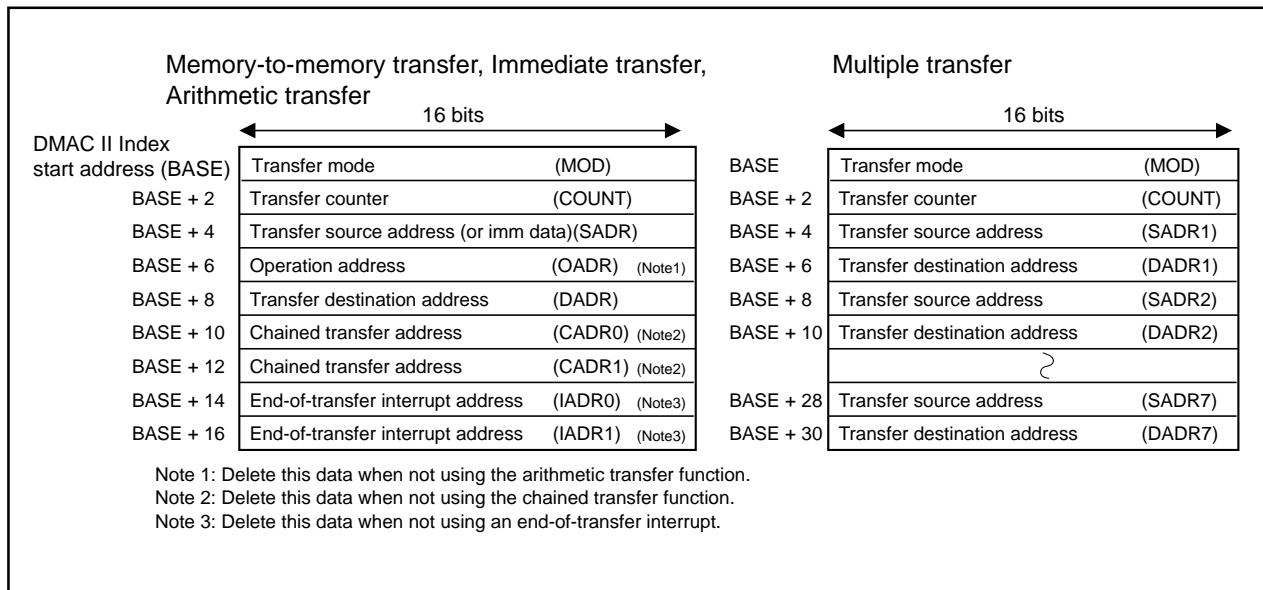 Memory-to-memory transfer, Immediate transfer,
Arithmetic transfer
16 bits
DMAC II Index
start address (BASE) Transfer mode (MOD)
BASE + 2 Transfer counter (COUNT)
BASE + 4 Transfer source address (or imm data)(SADR)
BASE + 6 Operation address (OADR) (Note1)
BASE + 8 Transfer destination address (DADR)
BASE + 10 Chained transfer address (CADR0) (Note2)
BASE + 12 Chained transfer address (CADR1) (Note2)
BASE + 14 End-of-transfer interrupt address (IADR0) (Note3)
BASE + 16 End-of-transfer interrupt address (IADR1) (Note3)
Multiple transfer
16 bits
BASE Transfer mode (MOD)
BASE + 2 Transfer counter (COUNT)
BASE + 4 Transfer source address (SADR1)
BASE + 6 Transfer destination address (DADR1)
BASE + 8 Transfer source address (SADR2)
BASE + 10 Transfer destination address (DADR2)
BASE + 28 Transfer source address (SADR7)
BASE + 30 Transfer destination address (DADR7)
Note 1: Delete this data when not using the arithmetic transfer function.
Note 2: Delete this data when not using the chained transfer function.
Note 3: Delete this data when not using an end-of-transfer interrupt.